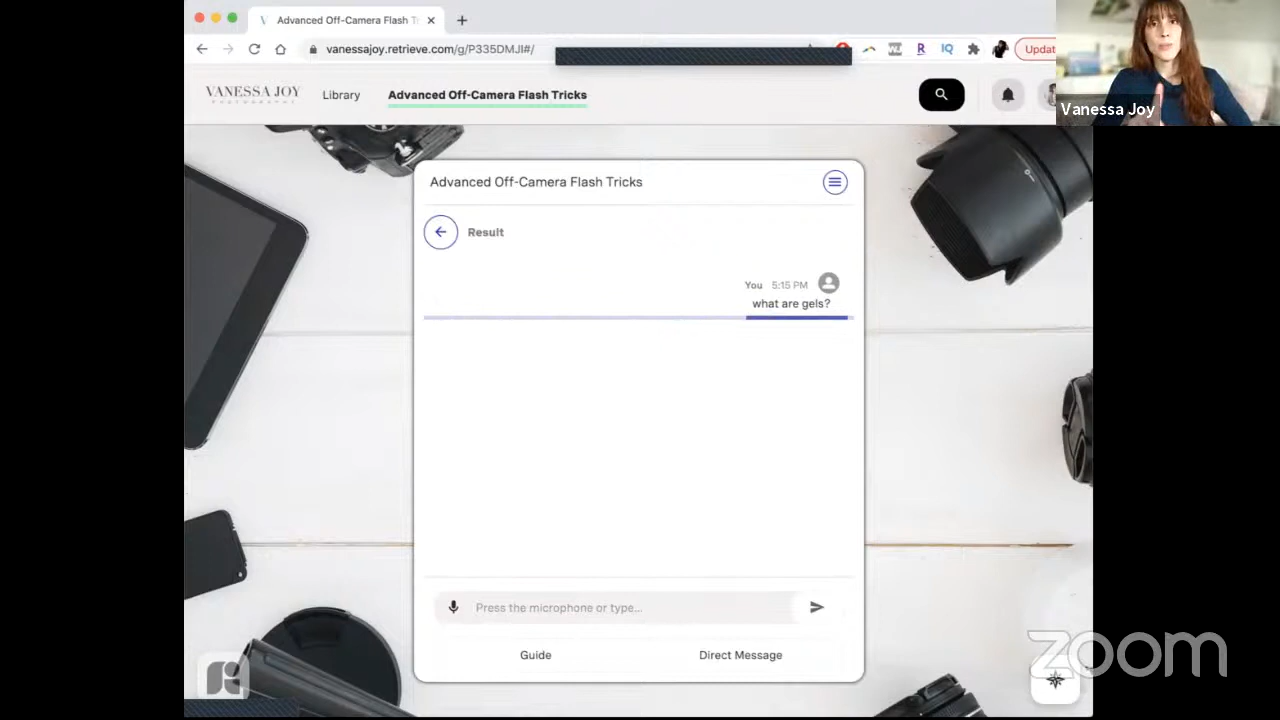 Advanced Off-Camera Flash T
vanessajoy.retrieve.com/g/P335DMJI#/
R
IQ
Updat
VANESSA JOY
PHOTOGRAPHY
Library
Advanced Off-Camera Flash Tricks
Vanessa Joy
Advanced Off-Camera Flash Tricks
Result
You 5:15 PM
what are gels?
Press the microphone or type...
Guide
Direct Message
zoom